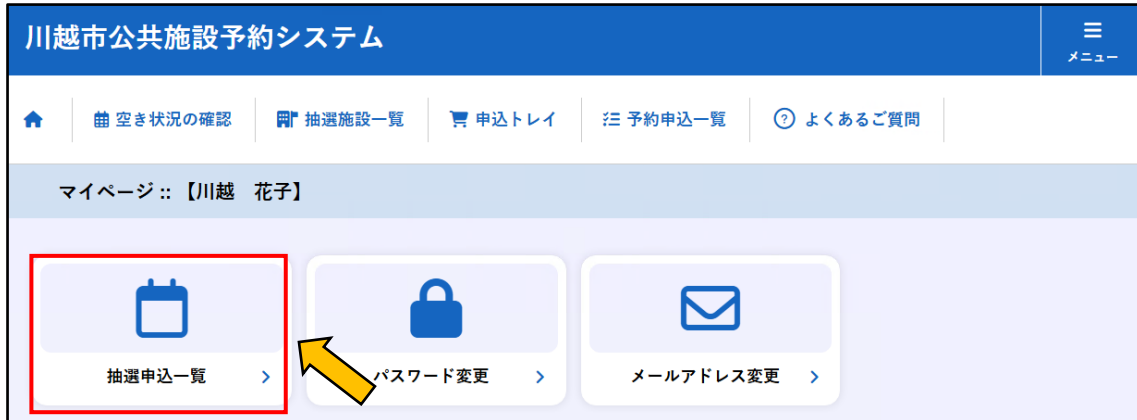 川越市公共施設予約システム
メニュー
空き状況の確認 抽選施設一覧 申込トレイ 予約申込一覧 よくあるご質問
マイページ :: 【川越　花子】
抽選申込一覧 パスワード変更 メールアドレス変更